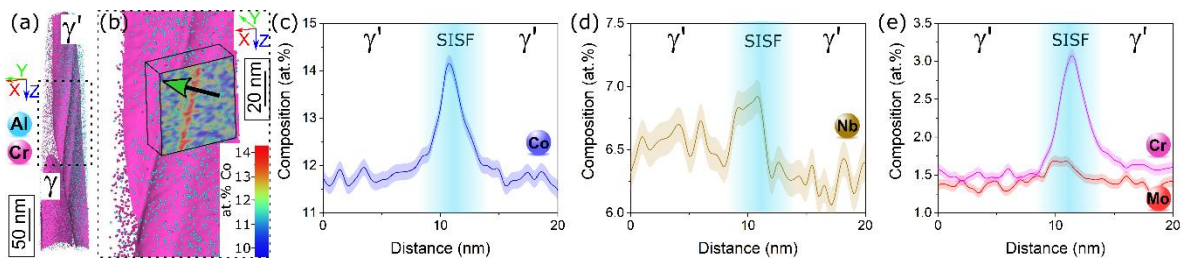 (a)
γ'
Y
X
Z
Al
Cr
γ
50 nm
(b)
Y
X
Z
20 nm
14
13
12
11
10
at. % Co
(c)
γ'
SISF
γ'
Co
Composition (at.%)
15
14
13
12
11
0
5
10
15
20
Distance (nm)
(d)
γ'
SISF
γ'
Nb
Composition (at.%)
7.5
7.0
6.5
6.0
0
5
10
15
20
Distance (nm)
(e)
γ'
SISF
γ'
Cr
Mo
Composition (at.%)
3.5
3.0
2.5
2.0
1.5
1.0
0
5
10
15
20
Distance (nm)